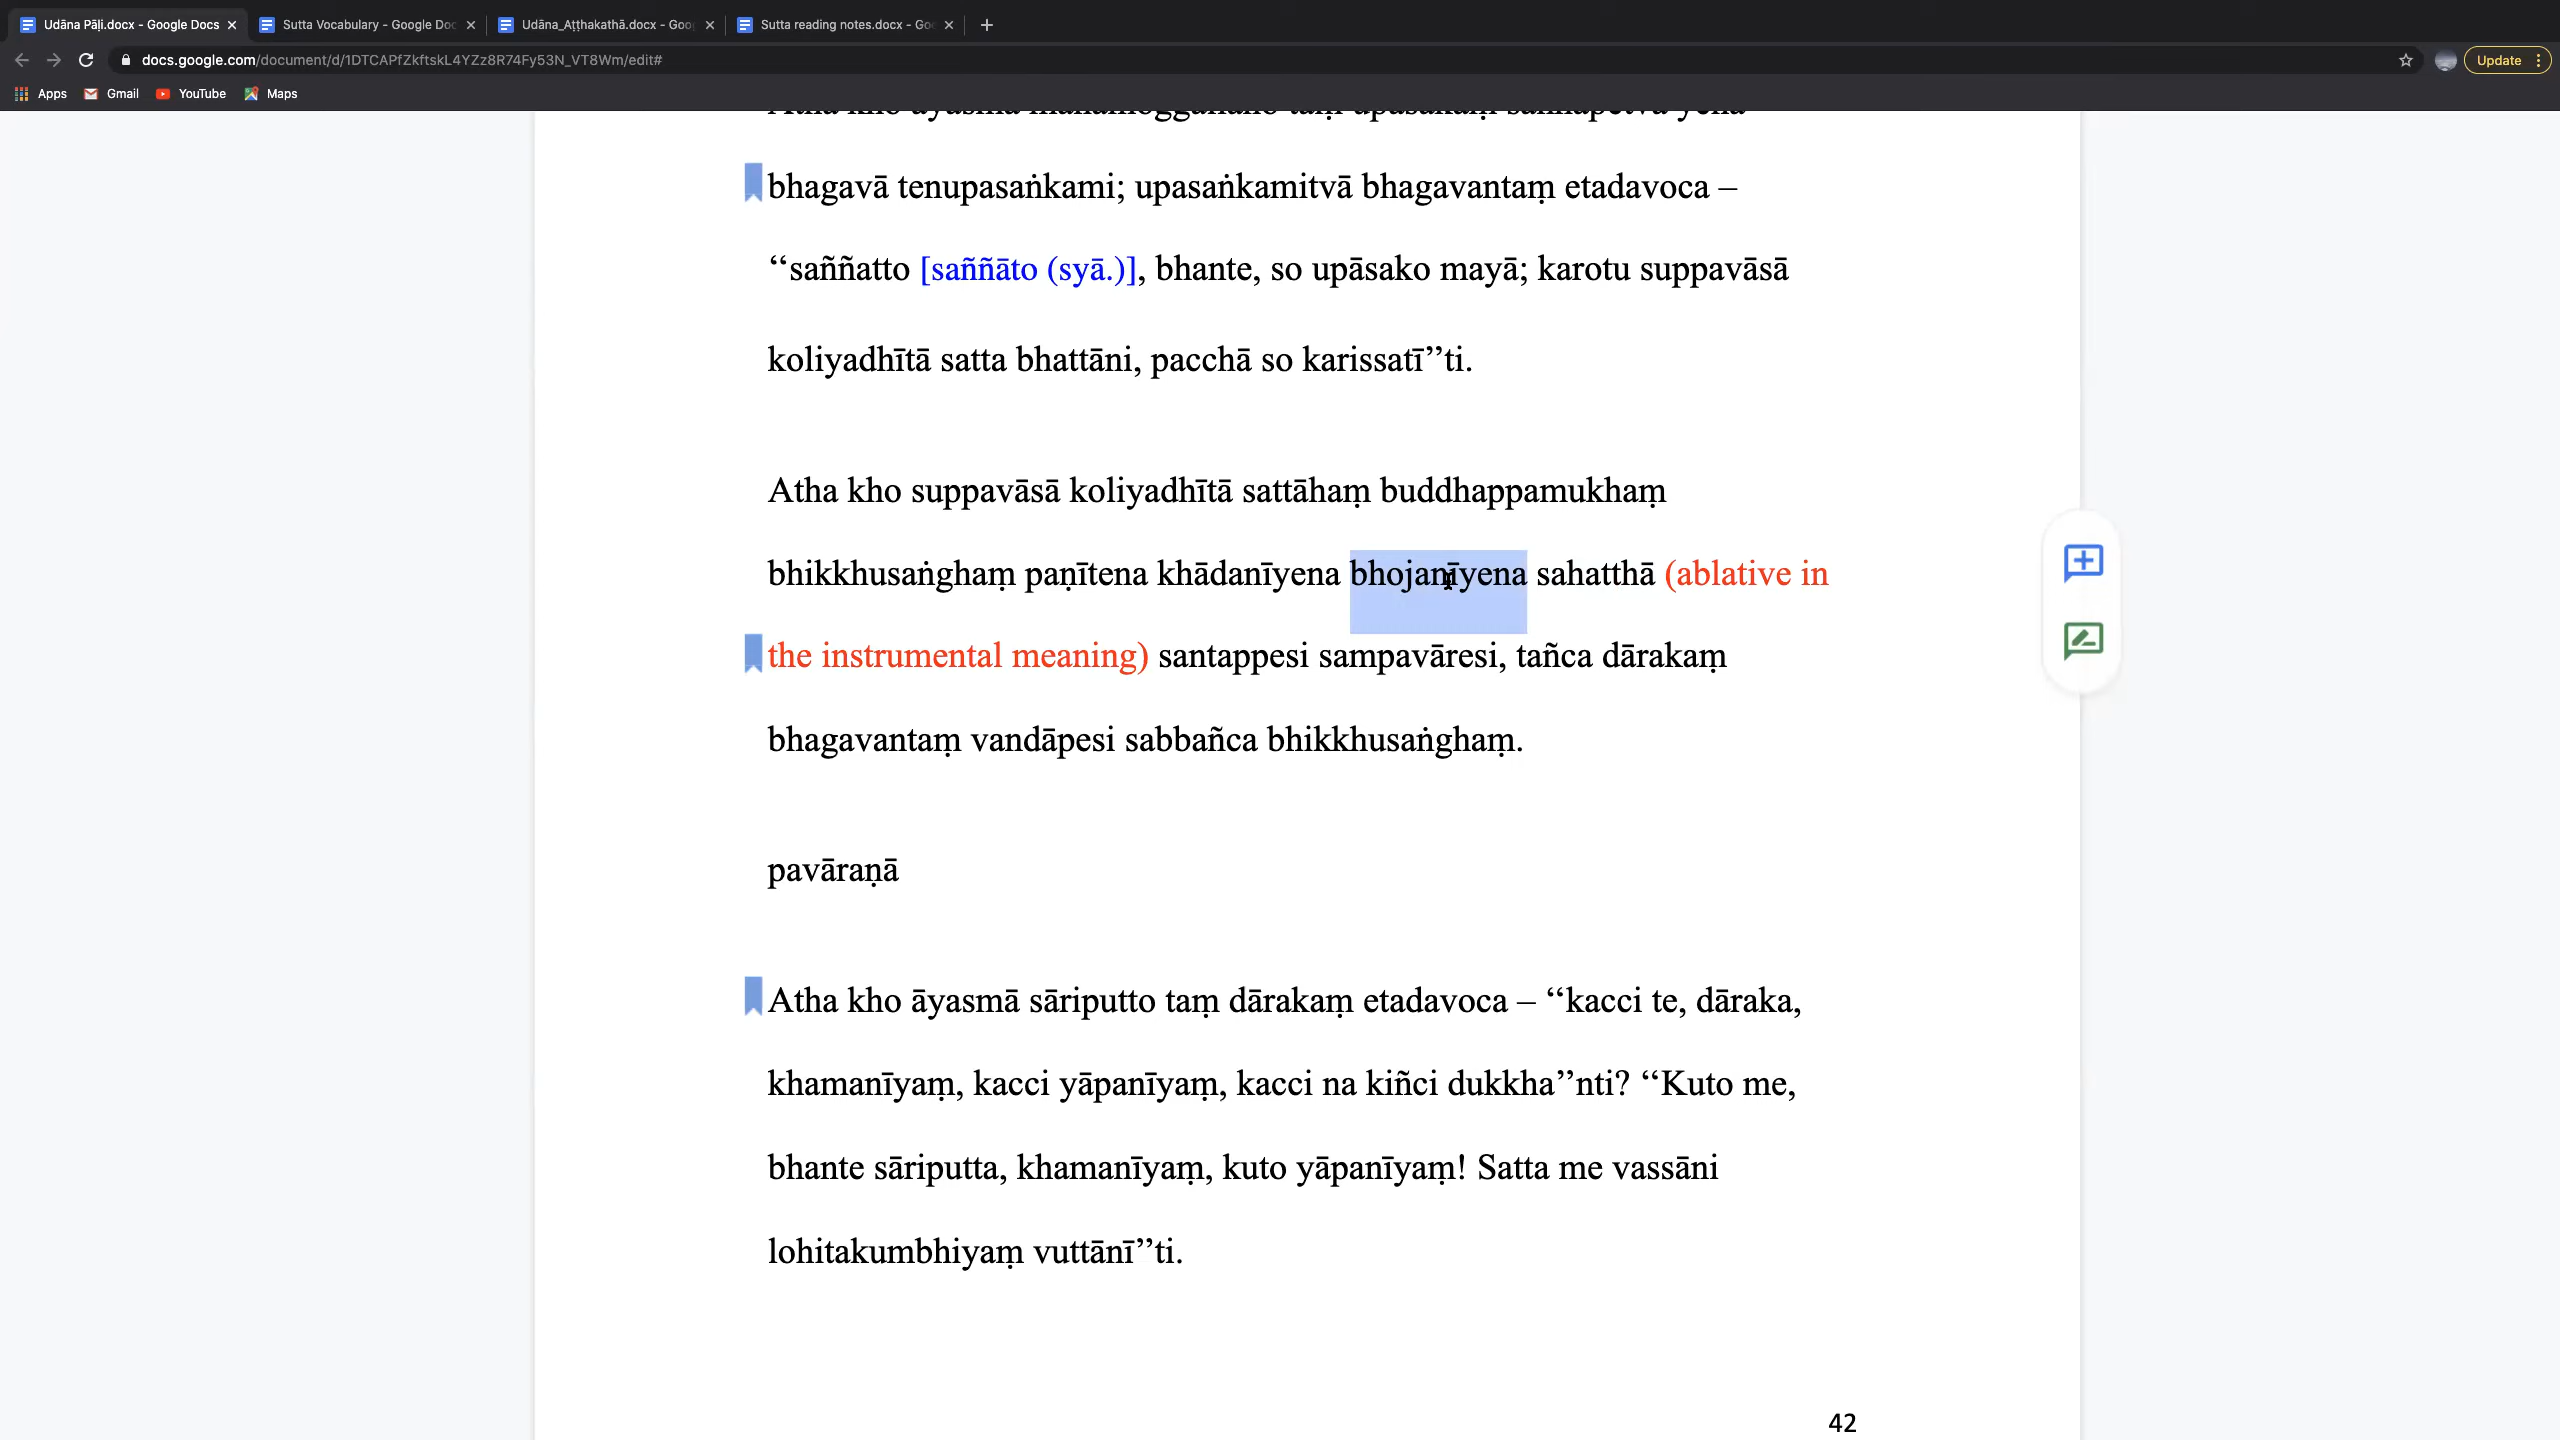 Udāna Pāḷi.docx - Google Docs
Sutta Vocabulary - Google Doc
Udāna_Aṭṭhakathā.docx - Goo
Sutta reading notes.docx - Go
docs.google.com/document/d/1DTCAPfZkftskL4YZz8R74Fy53N_VT8Wm/edit#
Update
Apps Gmail YouTube Maps
bhagavā tenupasaṅkami; upasaṅkamitvā bhagavantaṃ etadavoca –
‘‘saññatto [saññāto (syā.)], bhante, so upāsako mayā; karotu suppavāsā
koliyadhītā satta bhattāni, pacchā so karissatī’’ti.
Atha kho suppavāsā koliyadhītā sattāhaṃ buddhappamukhaṃ
bhikkhusaṅghaṃ paṇītena khādanīyena bhojanīyena sahatthā (ablative in
the instrumental meaning) santappesi sampavāresi, tañca dārakaṃ
bhagavantaṃ vandāpesi sabbañca bhikkhusaṅghaṃ.
pavāraṇā
Atha kho āyasmā sāriputto taṃ dārakaṃ etadavoca – ‘‘kacci te, dāraka,
khamanīyaṃ, kacci yāpanīyaṃ, kacci na kiñci dukkha’’nti? ‘‘Kuto me,
bhante sāriputta, khamanīyaṃ, kuto yāpanīyaṃ! Satta me vassāni
lohitakumbhiyaṃ vuttānī’’ti.
42